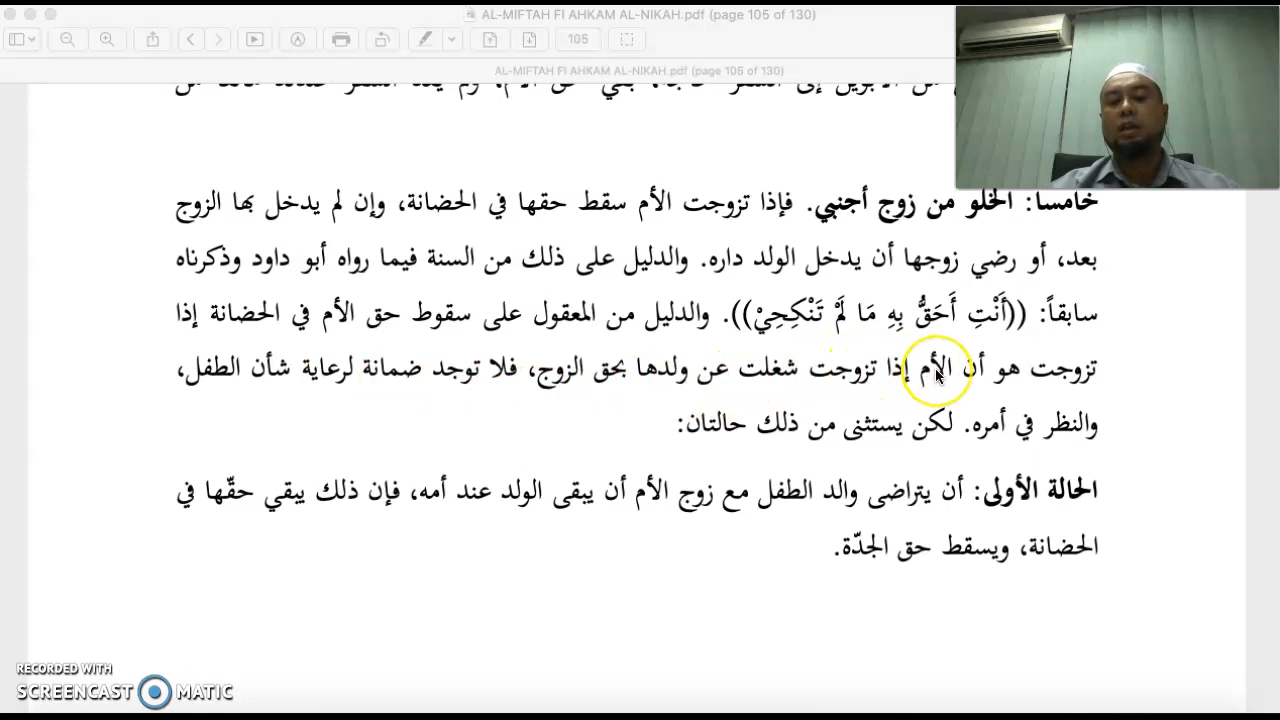 AL-MIFTAH FI AHKAM AL-NIKAH.pdf (page 105 of 130)
105
AL-MIFTAH FI AHKAM AL-NIKAH.pdf (page 105 of 130)
خامسا: الخلو من زوج أجنبي. فإذا تزوجت الأم سقط حقها في الحضانة، وإن لم يدخل بها الزوج
بعد، أو رضي زوجها أن يدخل الولد داره. والدليل على ذلك من السنة فيما رواه أبو داود وذكرناه
سابقاً: ((أَنْتِ أَحَقُّ بِهِ مَا لَمْ تَنْكِحِيْ)). والدليل من المعقول على سقوط حق الأم في الحضانة إذا
تزوجت هو أن الأم إذا تزوجت شغلت عن ولدها بحق الزوج، فلا توجد ضمانة لرعاية شأن الطفل،
والنظر في أمره. لكن يستثنى من ذلك حالتان:
الحالة الأولى: أن يتراضى والد الطفل مع زوج الأم أن يبقى الولد عند أمه، فإن ذلك يبقي حقّها في
الحضانة، ويسقط حق الجدّة.
RECORDED WITH
SCREENCAST MATIC